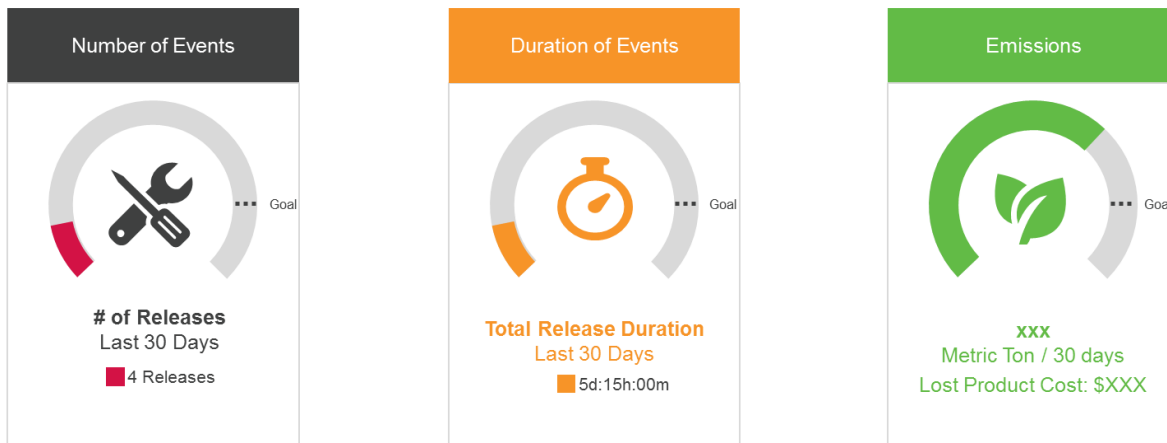 Number of Events
Goal
# of Releases
Last 30 Days
4 Releases
Duration of Events
Goal
Total Release Duration
Last 30 Days
5d:15h:00m
Emissions
Goal
xxx
Metric Ton / 30 days
Lost Product Cost: $XXX